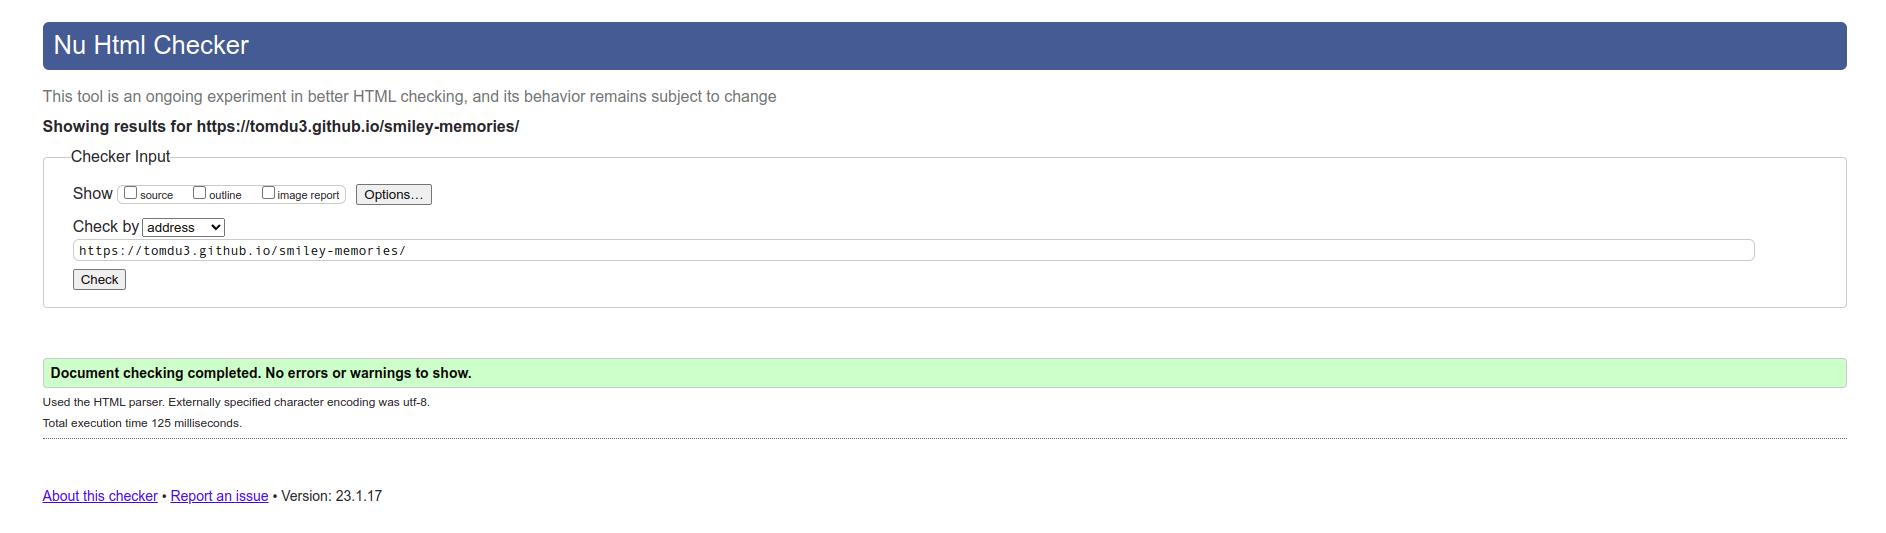 Nu Html Checker
This tool is an ongoing experiment in better HTML checking, and its behavior remains subject to change
Showing results for https://tomdu3.github.io/smiley-memories/
Checker Input
Show source outline image report Options…
Check by address
https://tomdu3.github.io/smiley-memories/
Check
Document checking completed. No errors or warnings to show.
Used the HTML parser. Externally specified character encoding was utf-8.
Total execution time 125 milliseconds.
About this checker • Report an issue • Version: 23.1.17